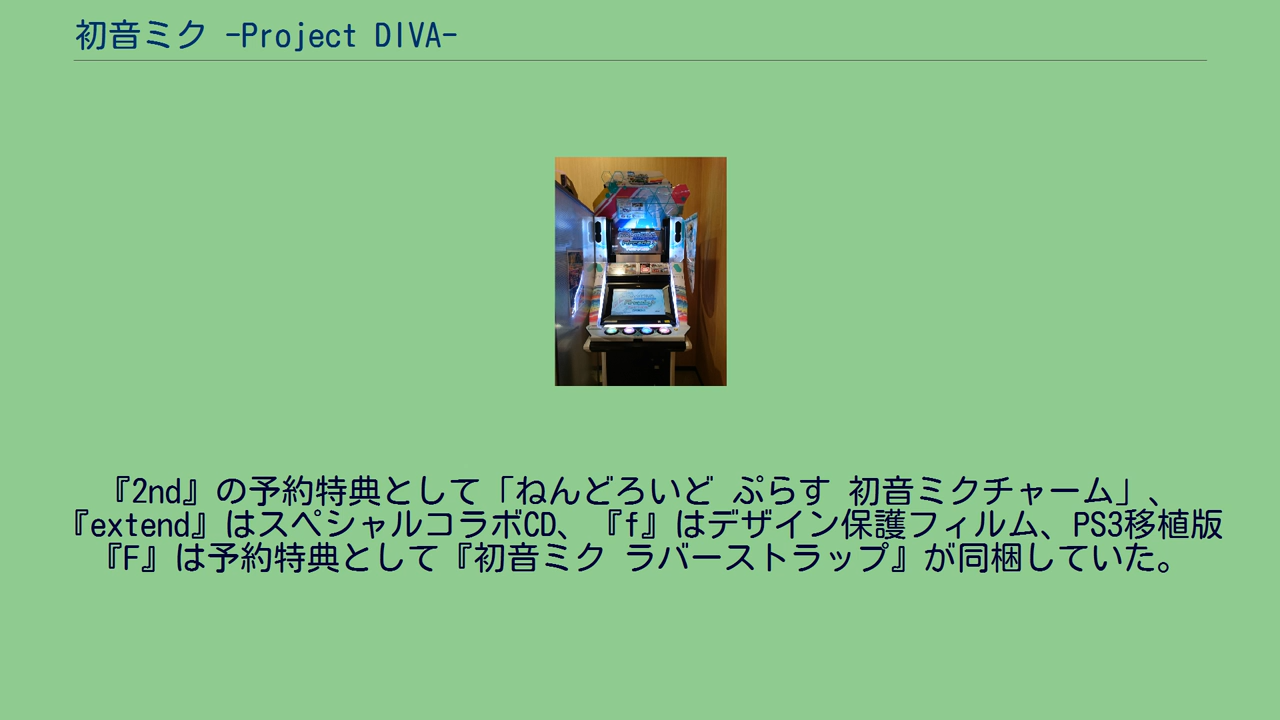 初音ミク -Project DIVA-
『2nd』の予約特典として「ねんどろいど ぷらす 初音ミクチャーム」、
『extend』はスペシャルコラボCD、『f』はデザイン保護フィルム、PS3移植版
『F』は予約特典として『初音ミク ラバーストラップ』が同梱していた。